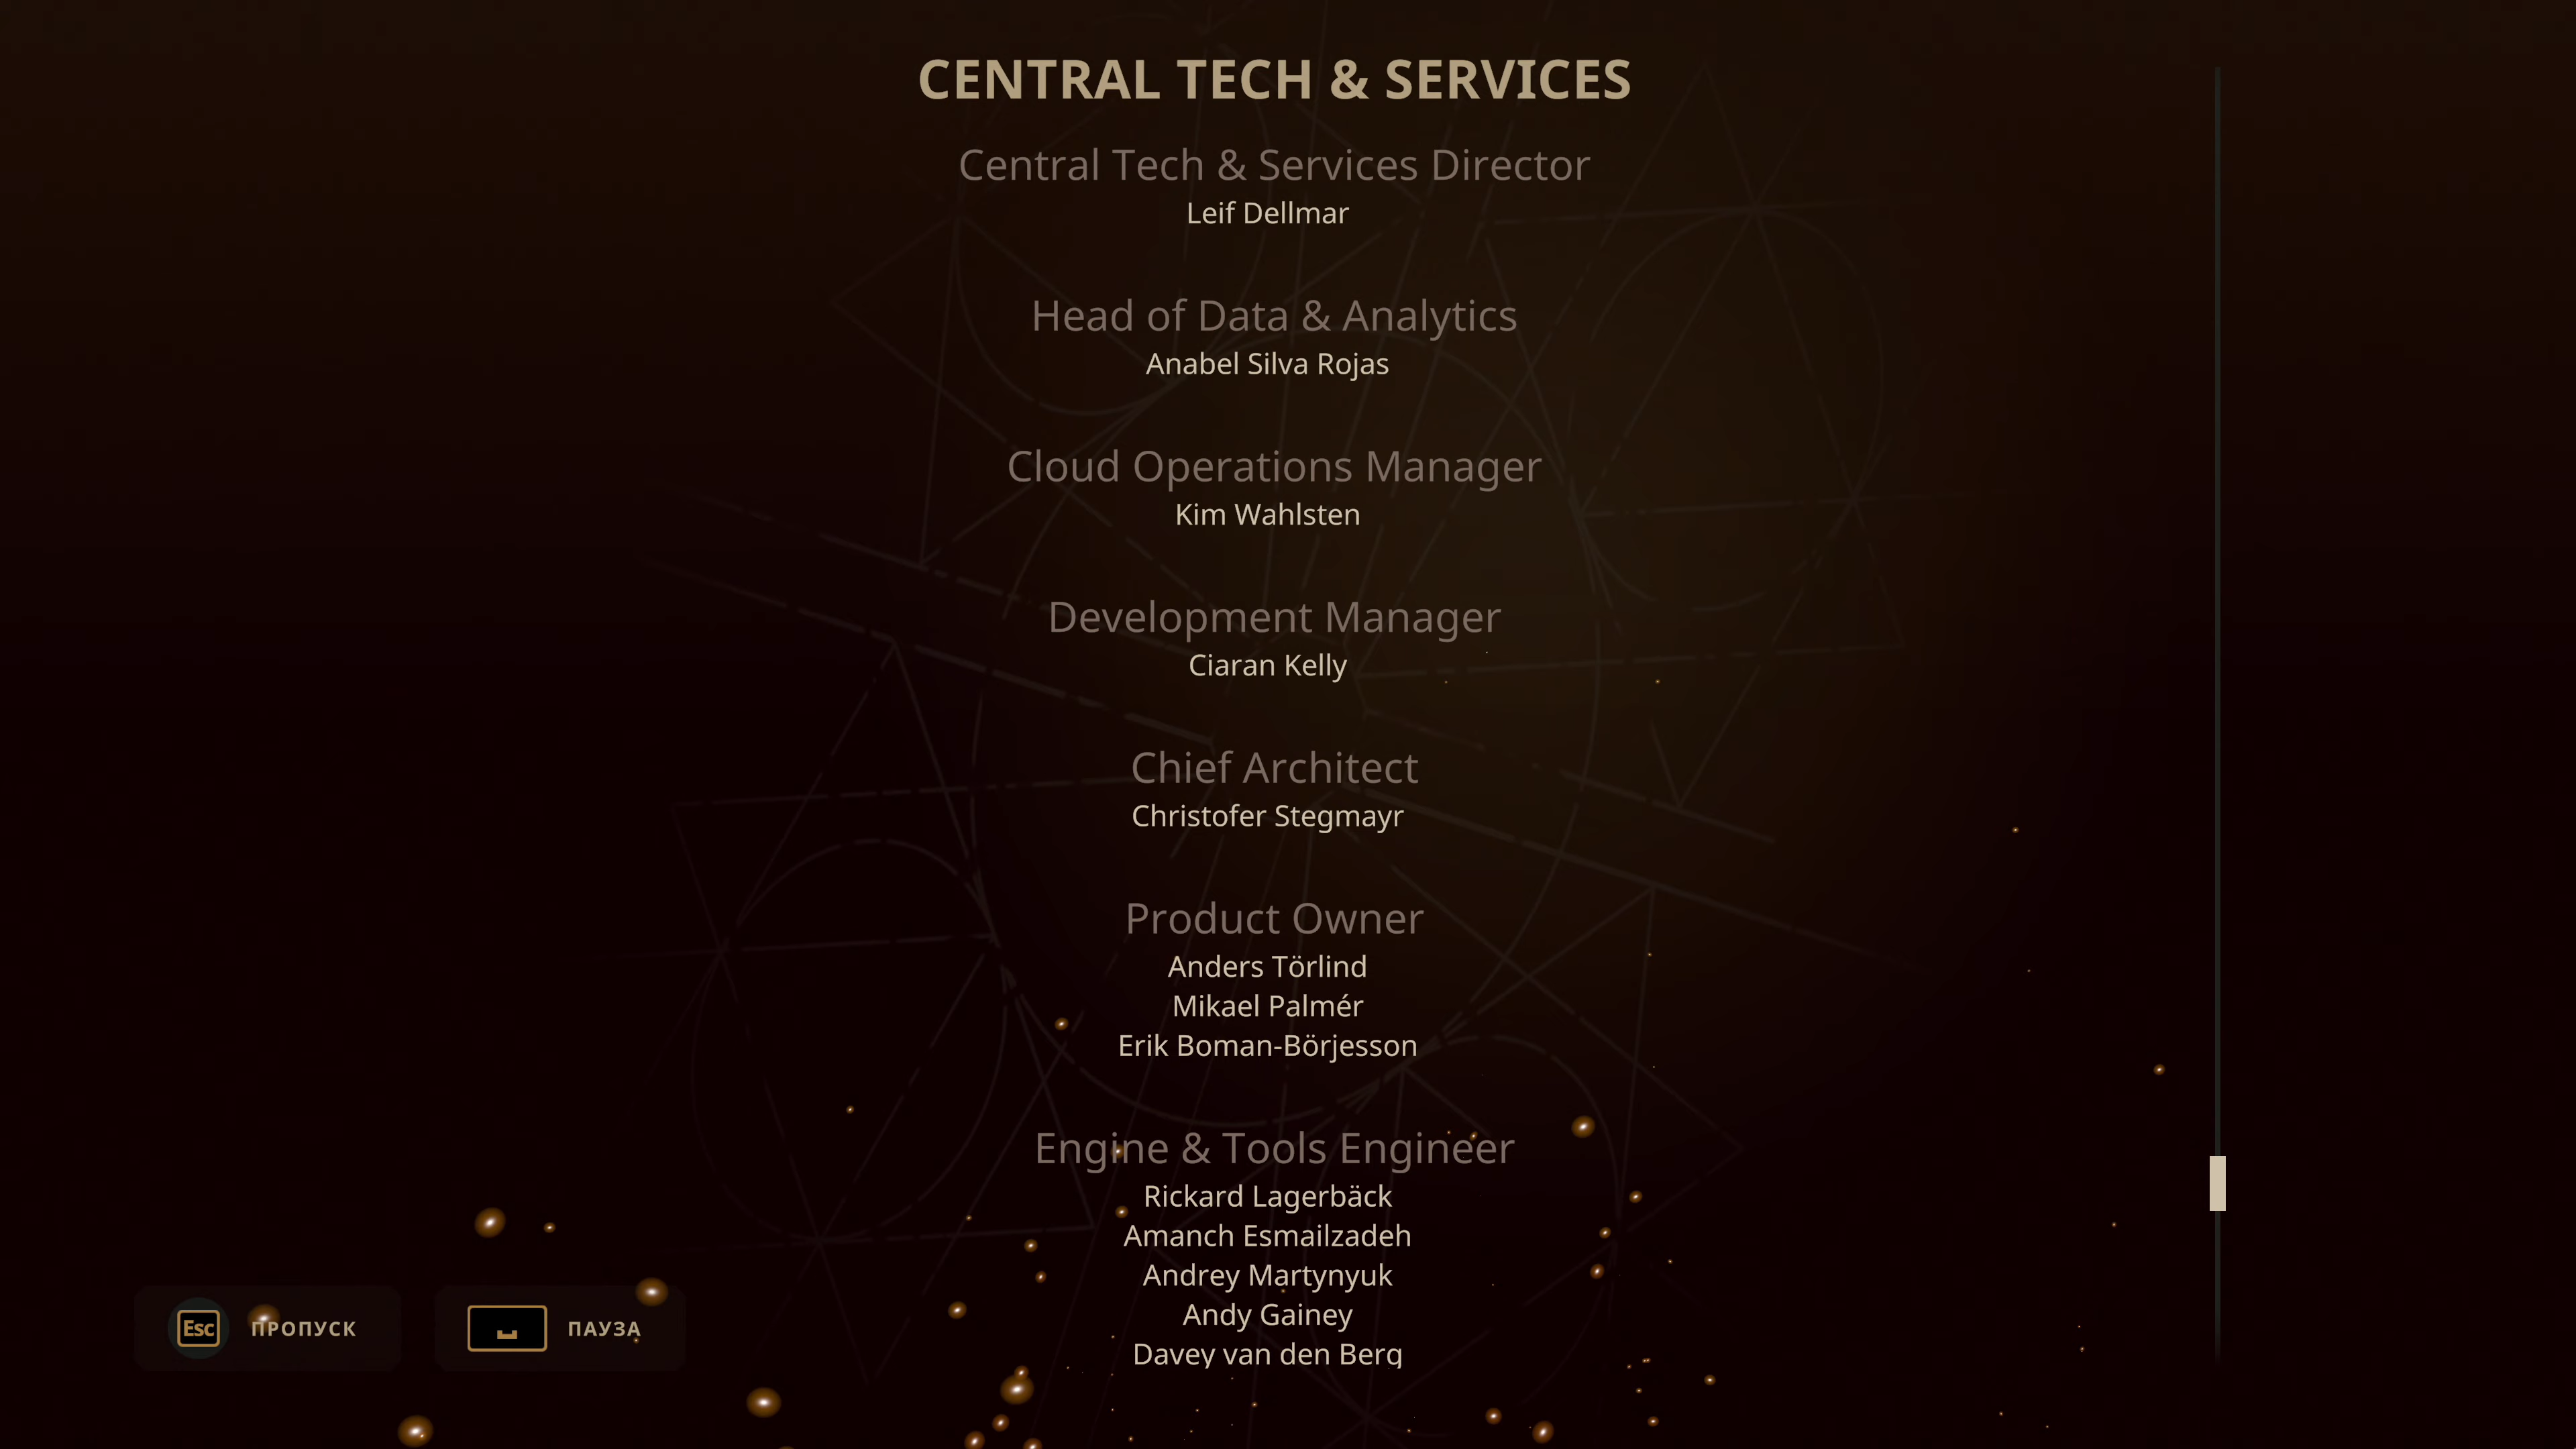 CENTRAL TECH & SERVICES
Central Tech & Services Director
Leif Dellmar
Head of Data & Analytics
Anabel Silva Rojas
Cloud Operations Manager
Kim Wahlsten
Development Manager
Ciaran Kelly
Chief Architect
Christofer Stegmayr
Product Owner
Anders Törlind
Mikael Palmér
Erik Boman-Börjesson
Engine & Tools Engineer
Rickard Lagerbäck
Amanch Esmailzadeh
Andrey Martynyuk
Andy Gainey
Davey van den Berg
Esc ПРОПУСК ПАУЗА